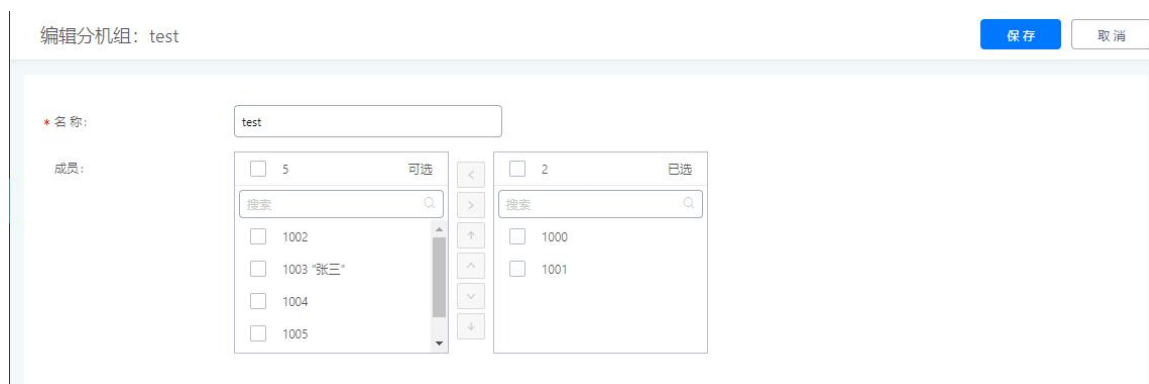 编辑分机组：test
保存 取消
* 名称：
test
成员：
5 可选
2 已选
搜索
搜索
1002
1003 "张三"
1004
1005
1000
1001